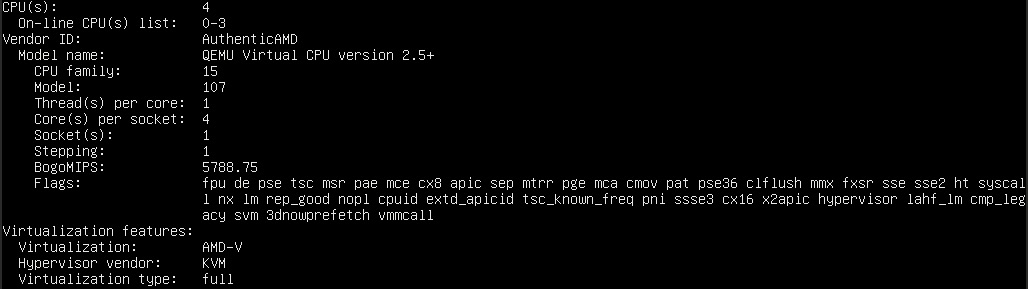 CPU(s): 4
On-line CPU(s) list: 0-3
Vendor ID: AuthenticAMD
Model name: QEMU Virtual CPU version 2.5+
CPU family: 15
Model: 107
Thread(s) per core: 1
Core(s) per socket: 4
Socket(s): 1
Stepping: 1
BogoMIPS: 5788.75
Flags: fpu de pse tsc msr pae mce cx8 apic sep mtrr pge mca cmov pat pse36 clflush mmx fxsr sse sse2 ht syscal
l nx lm rep_good nopl cpuid extd_apicid tsc_known_freq pni ssse3 cx16 x2apic hypervisor lahf_lm cmp_leg
acy svm 3dnowprefetch vmmcall
Virtualization features:
Virtualization: AMD-V
Hypervisor vendor: KVM
Virtualization type: full